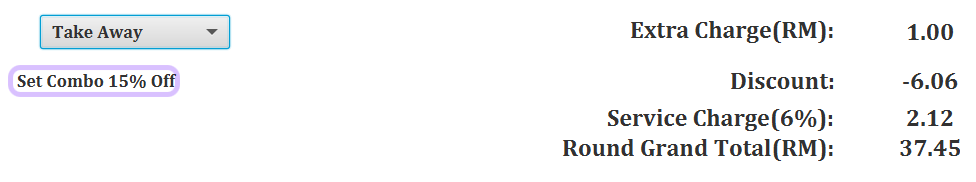 Take Away
Extra Charge(RM): 1.00
Set Combo 15% Off
Discount: -6.06
Service Charge(6%): 2.12
Round Grand Total(RM): 37.45